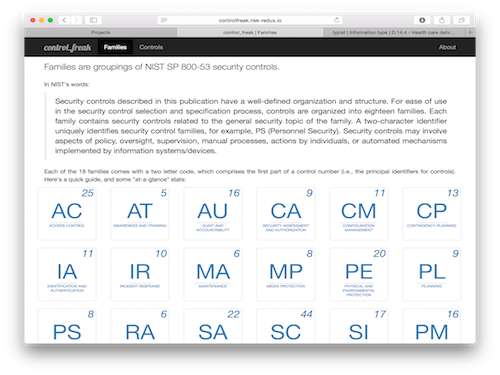 controlfreak.risk-redux.io
Projects
control_freak | Families
typist | Information type | D.14.4 - Health care deliv...
control_freak
Families
Controls
About
Families are groupings of NIST SP 800-53 security controls.
In NIST's words:
Security controls described in this publication have a well-defined organization and structure. For ease of use
in the security control selection and specification process, controls are organized into eighteen families. Each
family contains security controls related to the general security topic of the family. A two-character identifier
uniquely identifies security control families, for example, PS (Personnel Security). Security controls may involve
aspects of policy, oversight, supervision, manual processes, actions by individuals, or automated mechanisms
implemented by information systems/devices.
Each of the 18 families comes with a two letter code, which comprises the first part of a control number (i.e., the principal identifiers for controls).
Here's a quick guide, and some "at-a-glance" stats:
25 5 16 9 11 13
AC AT AU CA CM CP
ACCESS CONTROL AWARENESS AND TRAINING AUDIT AND ACCOUNTABILITY SECURITY ASSESSMENT AND AUTHORIZATION CONFIGURATION MANAGEMENT CONTINGENCY PLANNING
11 10 6 8 20 9
IA IR MA MP PE PL
IDENTIFICATION AND AUTHENTICATION INCIDENT RESPONSE MAINTENANCE MEDIA PROTECTION PHYSICAL AND ENVIRONMENTAL PROTECTION PLANNING
8 6 22 44 17 16
PS RA SA SC SI PM